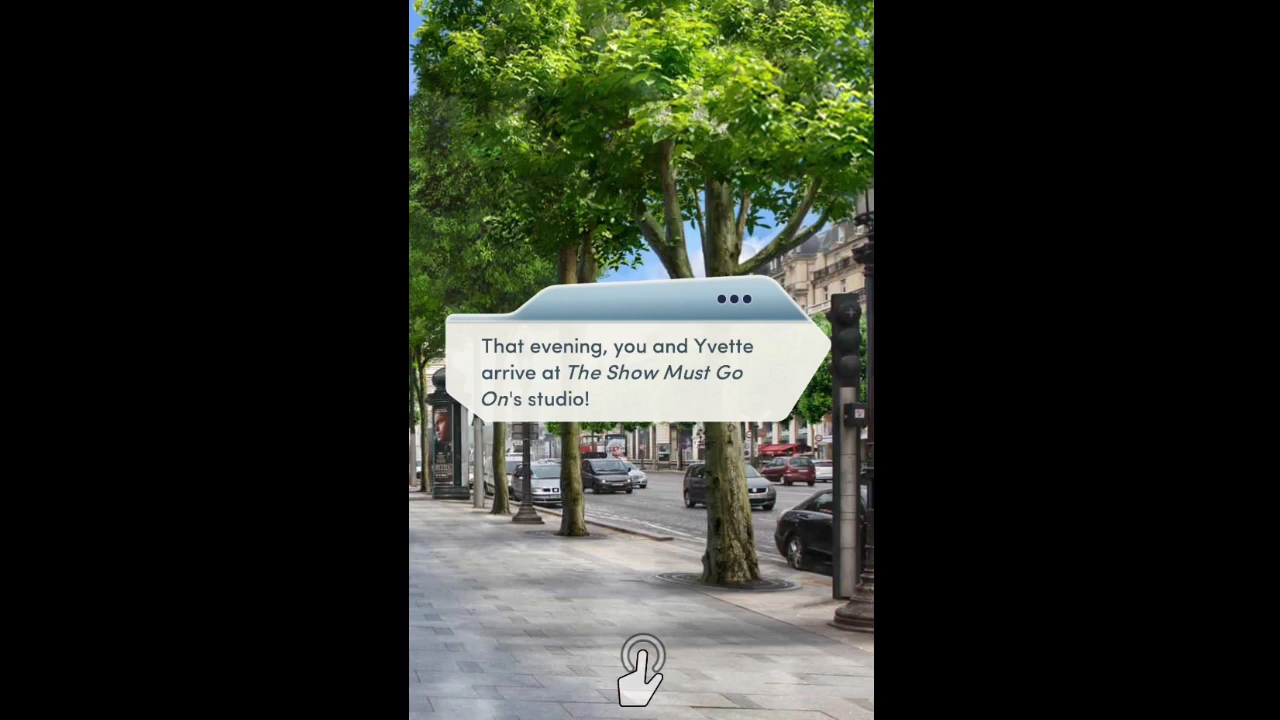 That evening, you and Yvette
arrive at The Show Must Go
On's studio!